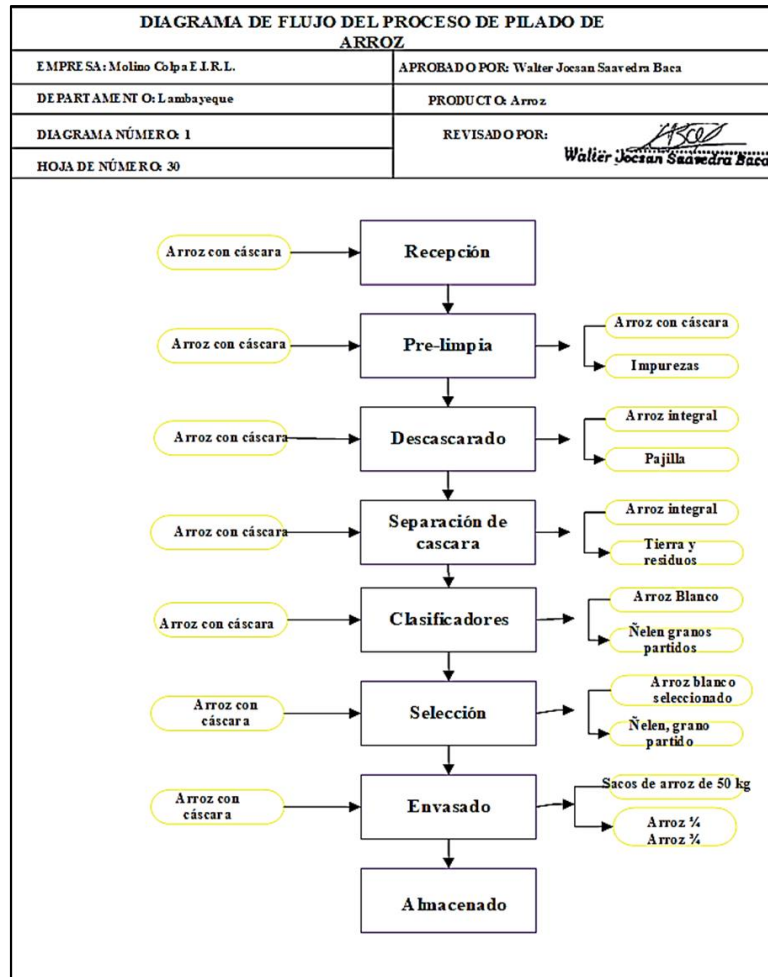 DIAGRAMA DE FLUJO DEL PROCESO DE PILADO DE
ARROZ
EMPRESA: Molino Colpa E.I.R.L.
APROBADO POR: Walter Jocsan Saavedra Baca
DEPARTAMENTO: Lambayeque
PRODUCTO: Arroz
DIAGRAMA NÚMERO: 1
REVISADO POR:
Walter Jocsan Saavedra Baca
HOJA DE NÚMERO: 30
Arroz con cáscara
Recepción
Arroz con cáscara
Pre-limpia
Arroz con cáscara
Impurezas
Arroz con cáscara
Descascarado
Arroz integral
Pajilla
Arroz con cáscara
Separación de
cascara
Arroz integral
Tierra y
residuos
Arroz con cáscara
Clasificadores
Arroz Blanco
Ñelen granos
partidos
Arroz con
cáscara
Selección
Arroz blanco
seleccionado
Ñelen, grano
partido
Arroz con
cáscara
Envasado
Sacos de arroz de 50 kg
Arroz ¼
Arroz ¾
Almacenado